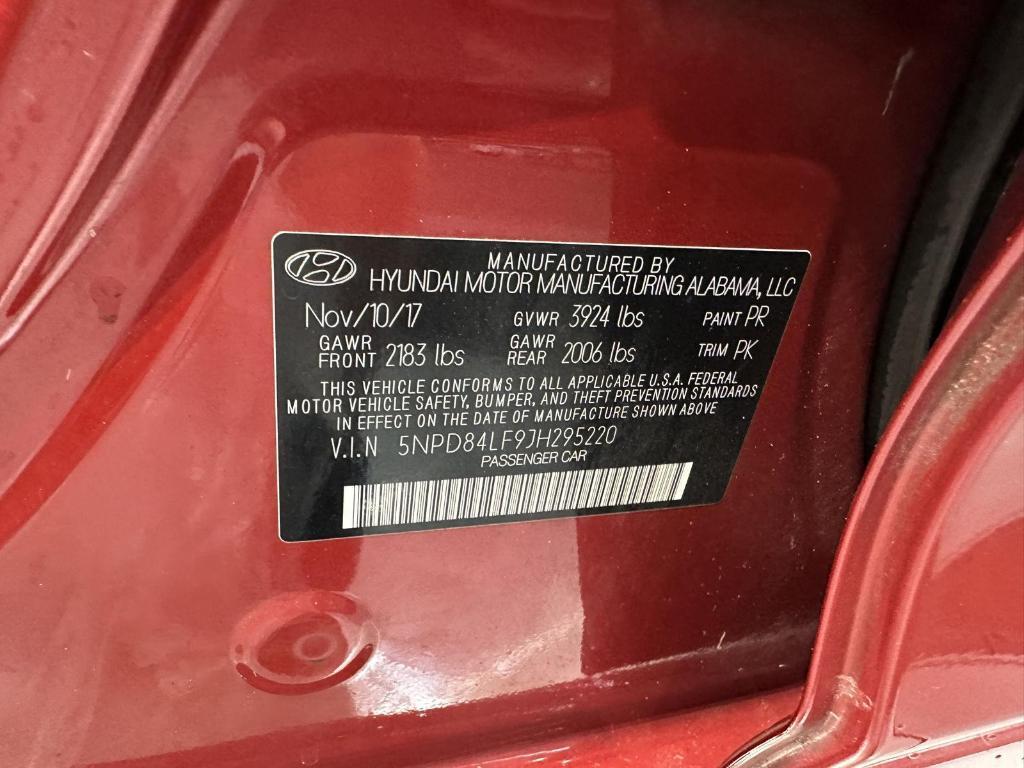 MANUFACTURED BY
HYUNDAI MOTOR MANUFACTURING ALABAMA, LLC
Nov/10/17 GVWR 3924 lbs PAINT PR
GAWR FRONT 2183 lbs GAWR REAR 2006 lbs TRIM PK
THIS VEHICLE CONFORMS TO ALL APPLICABLE U.S.A. FEDERAL
MOTOR VEHICLE SAFETY, BUMPER, AND THEFT PREVENTION STANDARDS
IN EFFECT ON THE DATE OF MANUFACTURE SHOWN ABOVE
V.I.N 5NPD84LF9JH295220
PASSENGER CAR